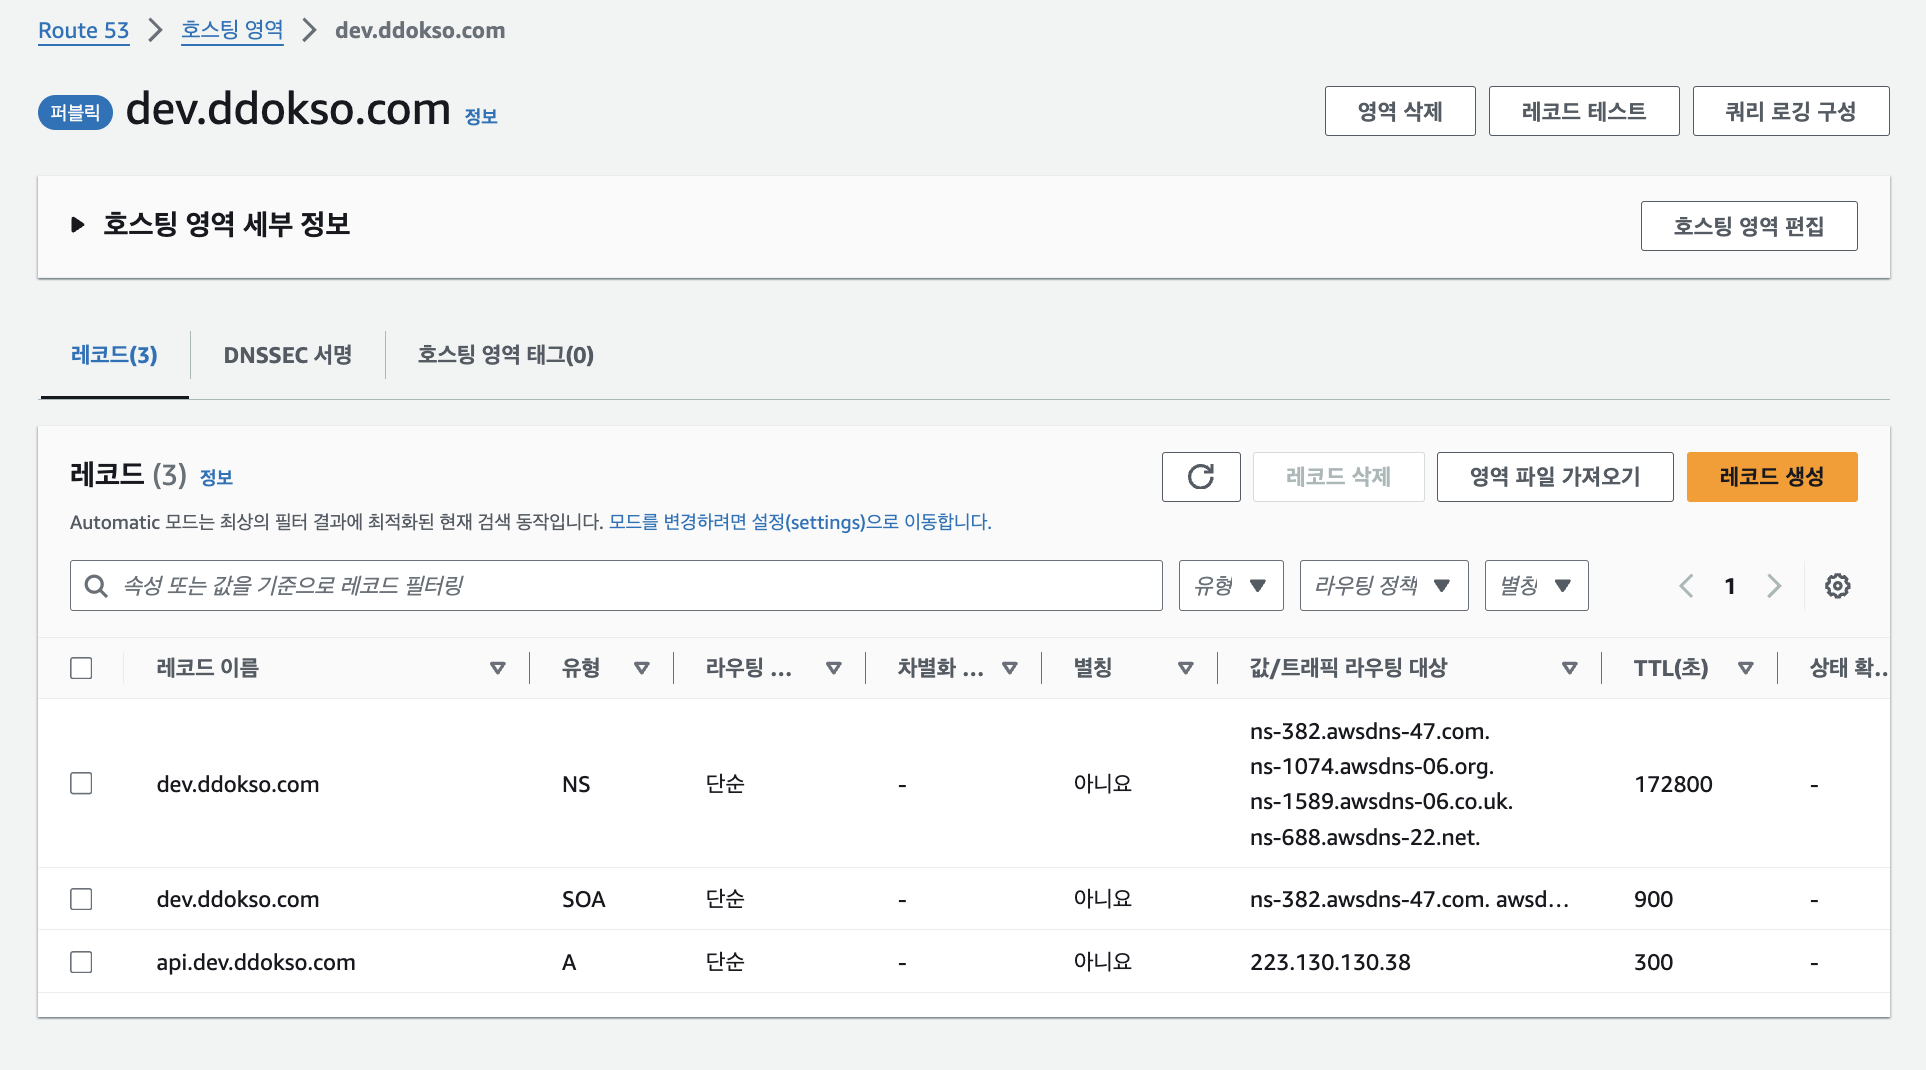 Route 53 > 호스팅 영역 > dev.ddokso.com
퍼블릭 dev.ddokso.com 정보
영역 삭제 레코드 테스트 쿼리 로깅 구성
호스팅 영역 세부 정보
호스팅 영역 편집
레코드(3) DNSSEC 서명 호스팅 영역 태그(0)
레코드 (3) 정보
레코드 삭제 영역 파일 가져오기 레코드 생성
Automatic 모드는 최상의 필터 결과에 최적화된 현재 검색 동작입니다. 모드를 변경하려면 설정(settings)으로 이동합니다.
속성 또는 값을 기준으로 레코드 필터링 유형 라우팅 정책 별칭 1
레코드 이름 유형 라우팅 ... 차별화 ... 별칭 값/트래픽 라우팅 대상 TTL(초) 상태 확...
dev.ddokso.com NS 단순 - 아니요
ns-382.awsdns-47.com.
ns-1074.awsdns-06.org.
ns-1589.awsdns-06.co.uk.
ns-688.awsdns-22.net.
172800 -
dev.ddokso.com SOA 단순 - 아니요 ns-382.awsdns-47.com. awsd... 900 -
api.dev.ddokso.com A 단순 - 아니요 223.130.130.38 300 -